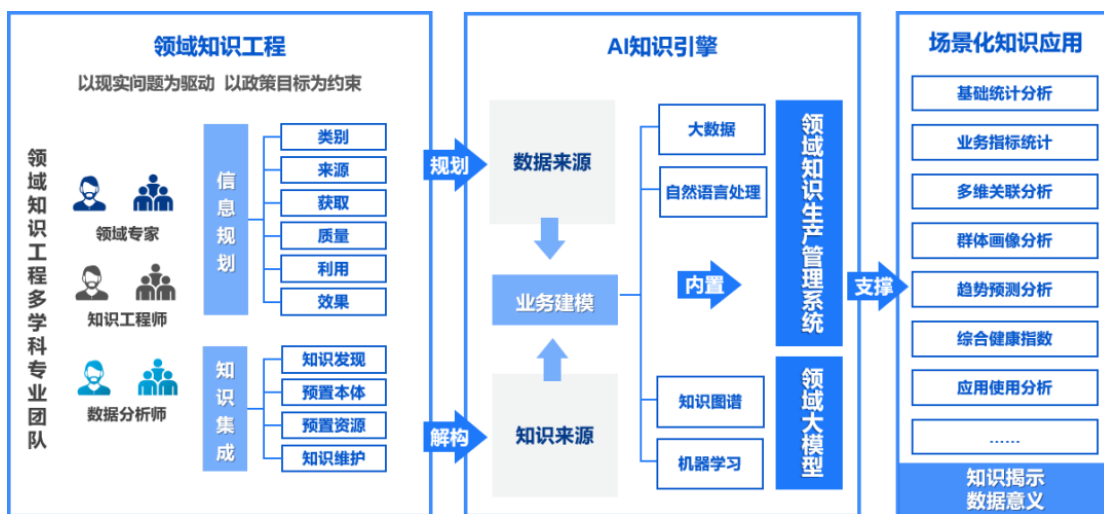 领域知识工程
以现实问题为驱动 以政策目标为约束
领域知识工程多学科专业团队
领域专家
知识工程师
数据分析师
信息规划
类别
来源
获取
质量
利用
效果
知识集成
知识发现
预置本体
预置资源
知识维护
规划
解构
AI知识引擎
数据来源
业务建模
知识来源
大数据
自然语言处理
内置
知识图谱
机器学习
领域知识生产管理系统
领域大模型
支撑
场景化知识应用
基础统计分析
业务指标统计
多维关联分析
群体画像分析
趋势预测分析
综合健康指数
应用使用分析
……
知识揭示
数据意义